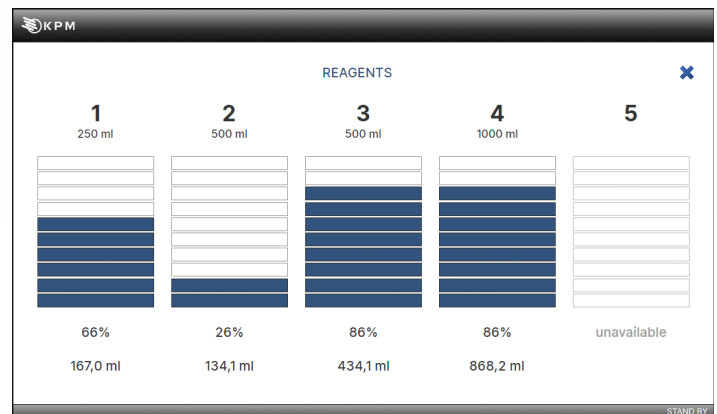 KPM
REAGENTS
1 2 3 4 5
250 ml 500 ml 500 ml 1000 ml
66% 26% 86% 86% unavailable
167,0 ml 134,1 ml 434,1 ml 868,2 ml
STAND BY